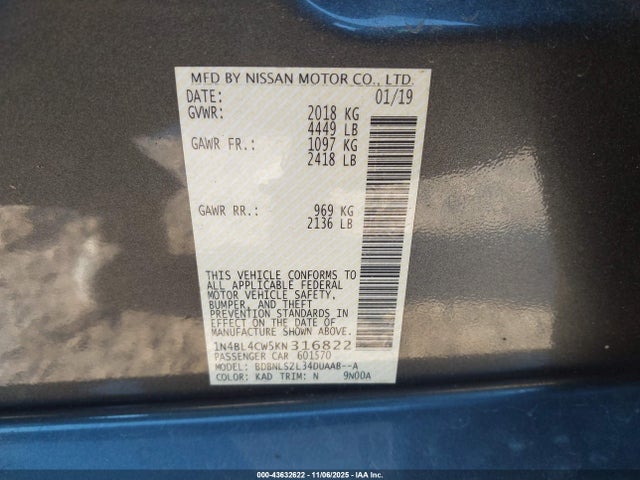 MFD BY NISSAN MOTOR CO., LTD.
DATE: 01/19
GVWR: 2018 KG
4449 LB
GAWR FR.: 1097 KG
2418 LB
GAWR RR.: 969 KG
2136 LB
THIS VEHICLE CONFORMS TO
ALL APPLICABLE FEDERAL
MOTOR VEHICLE SAFETY,
BUMPER, AND THEFT
PREVENTION STANDARDS IN
EFFECT ON THE DATE OF
MANUFACTURE SHOWN ABOVE.
1N4BL4CW5KN316822
PASSENGER CAR 601570
MODEL: BDBNLSZL34DUAAB--A
COLOR: KAD TRIM: N 9N00A
000-43632622 - 11/06/2025 - IAA Inc.